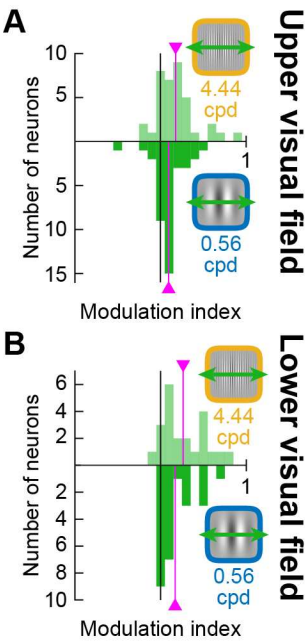 A
Upper visual field
Number of neurons
10
5
4.44
cpd
1
5
10
15
0.56
cpd
Modulation index
B
Lower visual field
Number of neurons
6
4
2
4.44
cpd
1
2
4
6
8
10
0.56
cpd
Modulation index